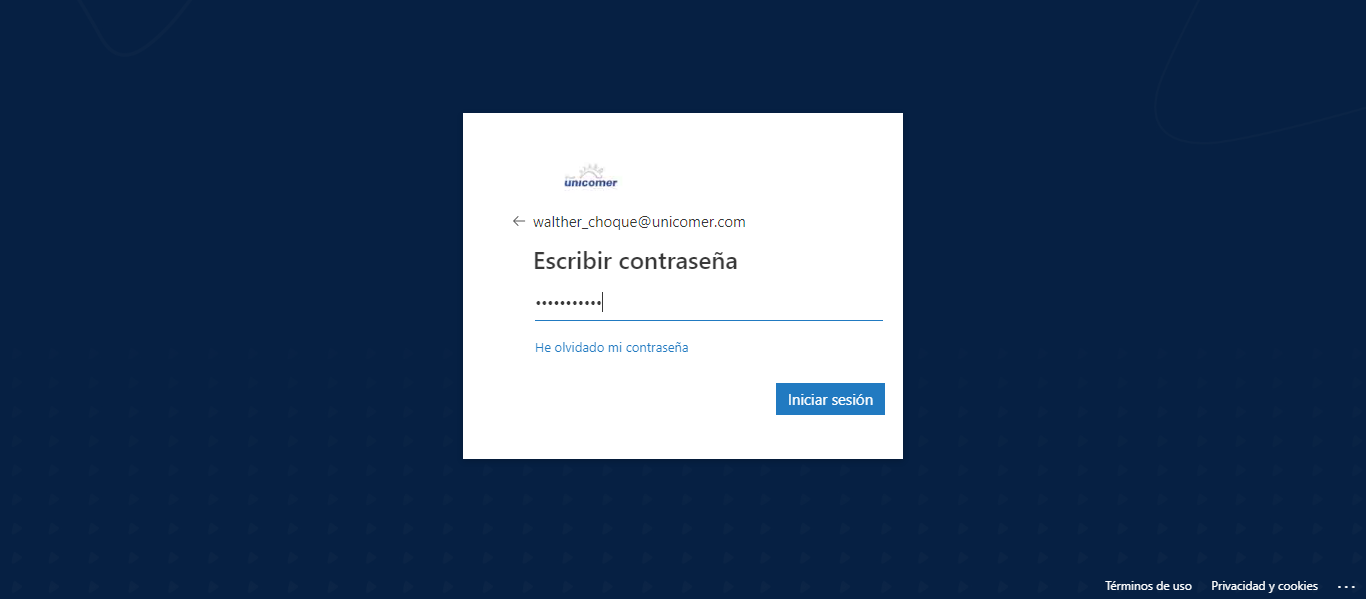 unicomer
walther_choque@unicomer.com
Escribir contraseña
•••••••••••
He olvidado mi contraseña
Iniciar sesión
Términos de uso Privacidad y cookies ...